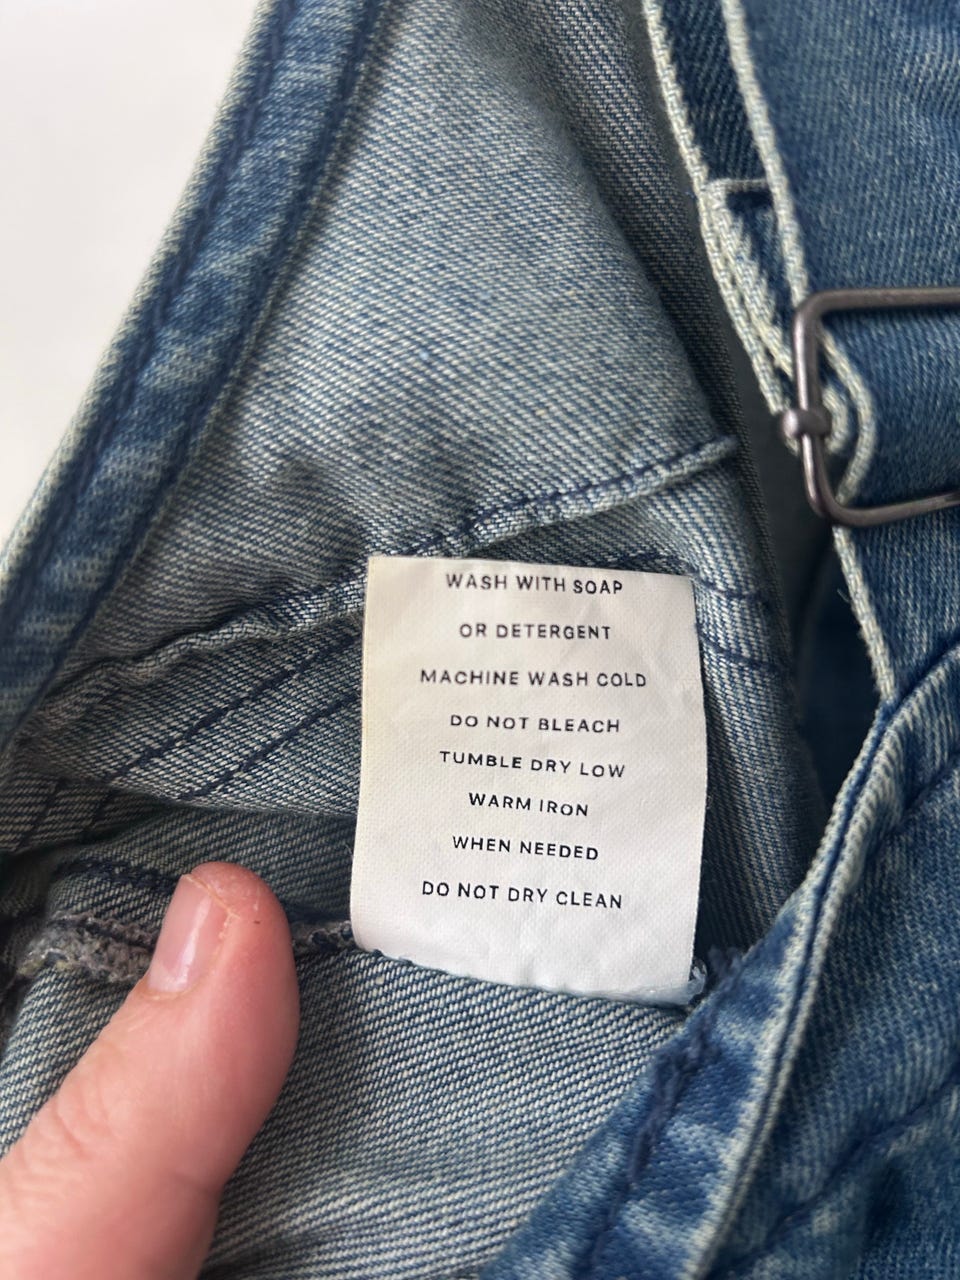 WASH WITH SOAP
OR DETERGENT
MACHINE WASH COLD
DO NOT BLEACH
TUMBLE DRY LOW
WARM IRON
WHEN NEEDED
DO NOT DRY CLEAN